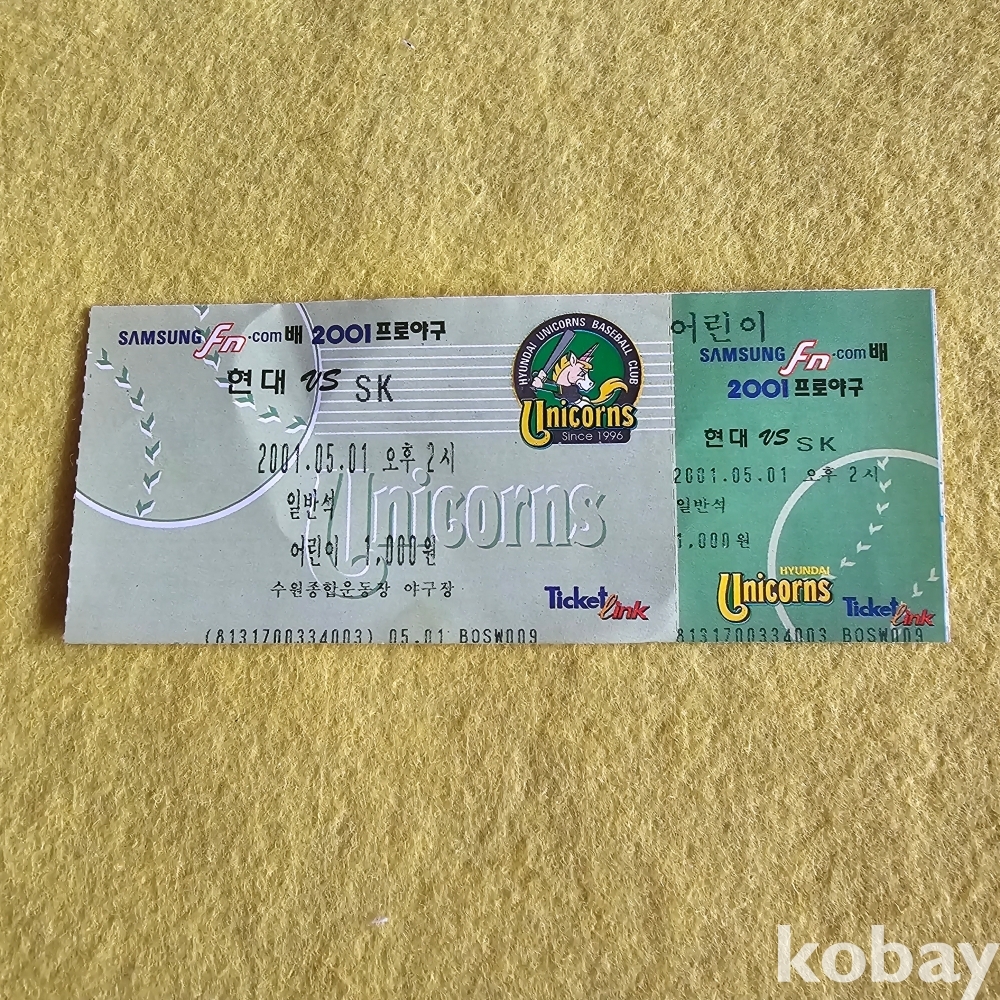 SAMSUNG fn.com배 2001 프로야구
현대 VS SK
HYUNDAI UNICORNS BASEBALL CLUB
Unicorns
Since 1996
2001.05.01 오후 2시
Unicorns
일반석
어린이 1,000원
수원종합운동장 야구장
Ticketlink
(8131700334003) 05.01 BOSW009
어린이
SAMSUNG fn.com배
2001 프로야구
현대 VS SK
2001.05.01 오후 2시
일반석
1,000원
HYUNDAI
Unicorns
Ticketlink
8131700334003 BOSW009
kobay